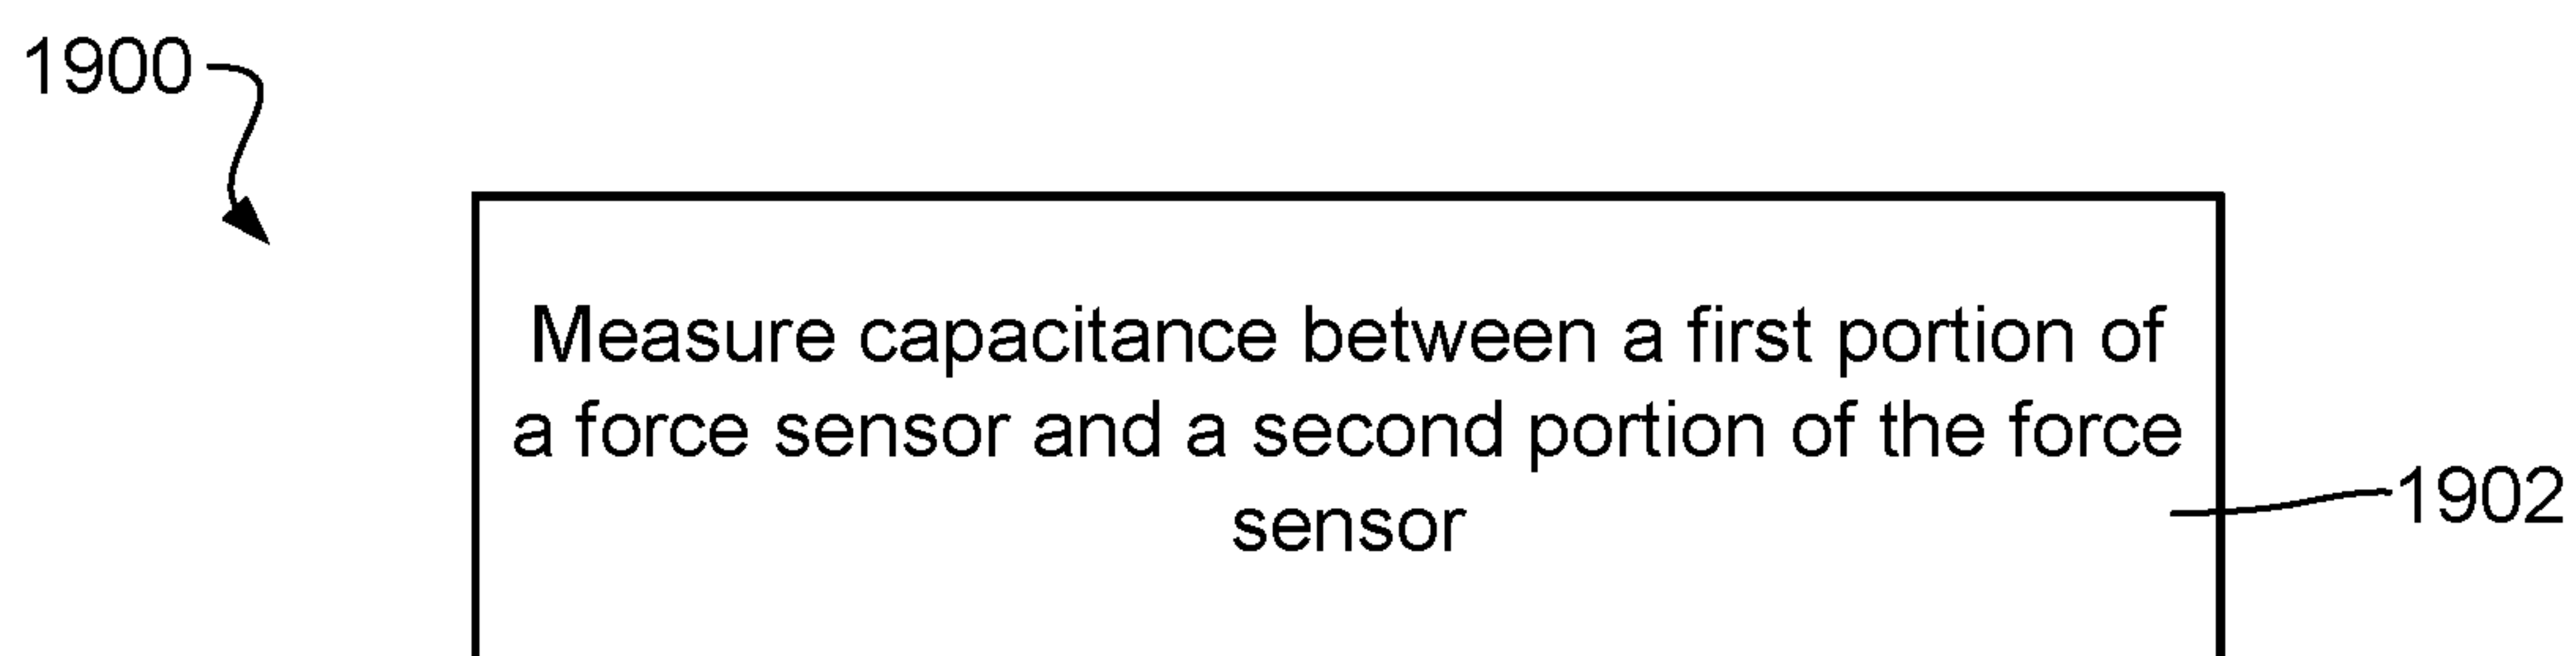 1900
Measure capacitance between a first portion of
a force sensor and a second portion of the force
sensor
1902